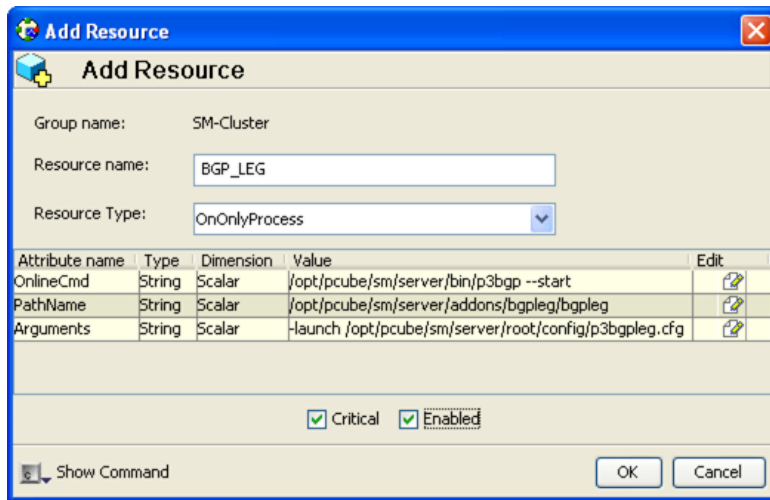 Add Resource
Add Resource
Group name: SM-Cluster
Resource name: BGP_LEG
Resource Type: OnOnlyProcess
Attribute name Type Dimension Value Edit
OnlineCmd String Scalar /opt/pcube/sm/server/bin/p3bgp --start
PathName String Scalar /opt/pcube/sm/server/addons/bgpleg/bgpleg
Arguments String Scalar -launch /opt/pcube/sm/server/root/config/p3bgpleg.cfg
Critical Enabled
Show Command OK Cancel